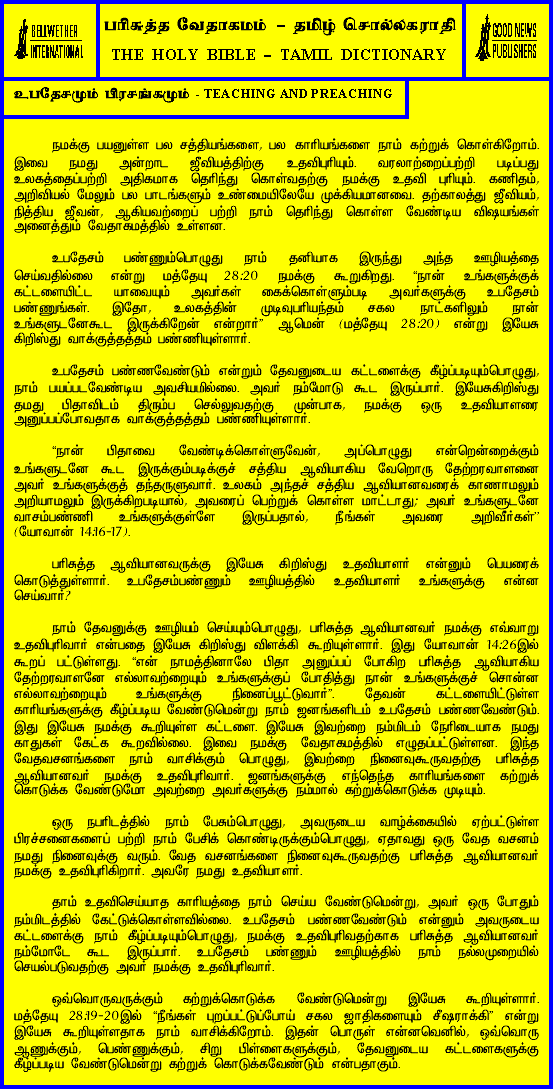 BELLWETHER
INTERNATIONAL
பரிசுத்த வேதாகமம் – தமிழ் சொல்லகராதி
THE HOLY BIBLE – TAMIL DICTIONARY
GOOD NEWS
PUBLISHERS
உபதேசமும் பிரசங்கமும் - TEACHING AND PREACHING
நமக்கு பயனுள்ள பல சத்தியங்களை, பல காரியங்களை நாம் கற்றுக் கொள்கிறோம்.
இவை நமது அன்றாட ஜீவியத்திற்கு உதவிபுரியும். வரலாற்றைப்பற்றி படிப்பது
உலகத்தைப்பற்றி அதிகமாக தெரிந்து கொள்வதற்கு நமக்கு உதவி புரியும். கணிதம்,
அறிவியல் மேலும் பல பாடங்களும் உண்மையிலேயே முக்கியமானவை. தற்காலத்து ஜீவியம்,
நித்திய ஜீவன், ஆகியவற்றைப் பற்றி நாம் தெரிந்து கொள்ள வேண்டிய விஷயங்கள்
அனைத்தும் வேதாகமத்தில் உள்ளன.
உபதேசம் பண்ணும்பொழுது நாம் தனியாக இருந்து அந்த ஊழியத்தை
செய்வதில்லை என்று மத்தேயு 28:20 நமக்கு கூறுகிறது. “நான் உங்களுக்குக்
கட்டளையிட்ட யாவையும் அவர்கள் கைக்கொள்ளும்படி அவர்களுக்கு உபதேசம்
பண்ணுங்கள். இதோ, உலகத்தின் முடிவுபரியந்தம் சகல நாட்களிலும் நான்
உங்களுடனேகூட இருக்கிறேன் என்றார்” ஆமென் (மத்தேயு 28:20) என்று இயேசு
கிறிஸ்து வாக்குத்தத்தம் பண்ணியுள்ளார்.
உபதேசம் பண்ணவேண்டும் என்றும் தேவனுடைய கட்டளைக்கு கீழ்ப்படியும்பொழுது,
நாம் பயப்படவேண்டிய அவசியமில்லை. அவர் நம்மோடு கூட இருப்பார். இயேசுகிறிஸ்து
தமது பிதாவிடம் திரும்ப செல்லுவதற்கு முன்பாக, நமக்கு ஒரு உதவியாளரை
அனுப்பப்போவதாக வாக்குத்தத்தம் பண்ணியுள்ளார்.
“நான் பிதாவை வேண்டிக்கொள்ளுவேன், அப்பொழுது என்றென்றைக்கும்
உங்களுடனே கூட இருக்கும்படிக்குச் சத்திய ஆவியாகிய வேறொரு தேற்றரவாளனை
அவர் உங்களுக்குத் தந்தருளுவார். உலகம் அந்தச் சத்திய ஆவியானவரைக் காணாமலும்
அறியாமலும் இருக்கிறபடியால், அவரைப் பெற்றுக் கொள்ள மாட்டாது; அவர் உங்களுடனே
வாசம்பண்ணி உங்களுக்குள்ளே இருப்பதால், நீங்கள் அவரை அறிவீர்கள்”
(யோவான் 14:16-17).
பரிசுத்த ஆவியானவருக்கு இயேசு கிறிஸ்து உதவியாளர் என்னும் பெயரைக்
கொடுத்துள்ளார். உபதேசம்பண்ணும் ஊழியத்தில் உதவியாளர் உங்களுக்கு என்ன
செய்வார்?
நாம் தேவனுக்கு ஊழியம் செய்யும்பொழுது, பரிசுத்த ஆவியானவர் நமக்கு எவ்வாறு
உதவிபுரிவார் என்பதை இயேசு கிறிஸ்து விளக்கி கூறியுள்ளார். இது யோவான் 14:26இல்
கூறப் பட்டுள்ளது. “என் நாமத்தினாலே பிதா அனுப்பப் போகிற பரிசுத்த ஆவியாகிய
தேற்றரவாளனே எல்லாவற்றையும் உங்களுக்குப் போதித்து நான் உங்களுக்குச் சொன்ன
எல்லாவற்றையும் உங்களுக்கு நினைப்பூட்டுவார்”. தேவன் கட்டளையிட்டுள்ள
காரியங்களுக்கு கீழ்ப்படிய வேண்டுமென்று நாம் ஜனங்களிடம் உபதேசம் பண்ணவேண்டும்.
இது இயேசு நமக்கு கூறியுள்ள கட்டளை. இயேசு இவற்றை நம்மிடம் நேரிடையாக நமது
காதுகள் கேட்க கூறவில்லை. இவை நமக்கு வேதாகமத்தில் எழுதப்பட்டுள்ளன. இந்த
வேதவசனங்களை நாம் வாசிக்கும் பொழுது, இவற்றை நினைவுகூருவதற்கு பரிசுத்த
ஆவியானவர் நமக்கு உதவிபுரிவார். ஜனங்களுக்கு எந்தெந்த காரியங்களை கற்றுக்
கொடுக்க வேண்டுமோ அவற்றை அவர்களுக்கு நம்மால் கற்றுக்கொடுக்க முடியும்.
ஒரு நபரிடத்தில் நாம் பேசும்பொழுது, அவருடைய வாழ்க்கையில் ஏற்பட்டுள்ள
பிரச்சனைகளைப் பற்றி நாம் பேசிக் கொண்டிருக்கும்பொழுது, ஏதாவது ஒரு வேத வசனம்
நமது நினைவுக்கு வரும். வேத வசனங்களை நினைவுகூருவதற்கு பரிசுத்த ஆவியானவர்
நமக்கு உதவிபுரிகிறார். அவரே நமது உதவியாளர்.
தாம் உதவிசெய்யாத காரியத்தை நாம் செய்ய வேண்டுமென்று, அவர் ஒரு போதும்
நம்மிடத்தில் கேட்டுக்கொள்ளவில்லை. உபதேசம் பண்ணவேண்டும் என்னும் அவருடைய
கட்டளைக்கு நாம் கீழ்ப்படியும்பொழுது, நமக்கு உதவிபுரிவதற்காக பரிசுத்த ஆவியானவர்
நம்மோடே கூட இருப்பார். உபதேசம் பண்ணும் ஊழியத்தில் நாம் நல்லமுறையில்
செயல்படுவதற்கு அவர் நமக்கு உதவிபுரிவார்.
ஒவ்வொருவருக்கும் கற்றுக்கொடுக்க வேண்டுமென்று இயேசு கூறியுள்ளார்.
மத்தேயு 28:19-20இல் “நீங்கள் புறப்பட்டுப்போய் சகல ஜாதிகளையும் சீஷராக்கி” என்று
இயேசு கூறியுள்ளதாக நாம் வாசிக்கிறோம். இதன் பொருள் என்னவெனில், ஒவ்வொரு
ஆணுக்கும், பெண்ணுக்கும், சிறு பிள்ளைகளுக்கும், தேவனுடைய கட்டளைகளுக்கு
கீழ்ப்படிய வேண்டுமென்று கற்றுக் கொடுக்கவேண்டும் என்பதாகும்.